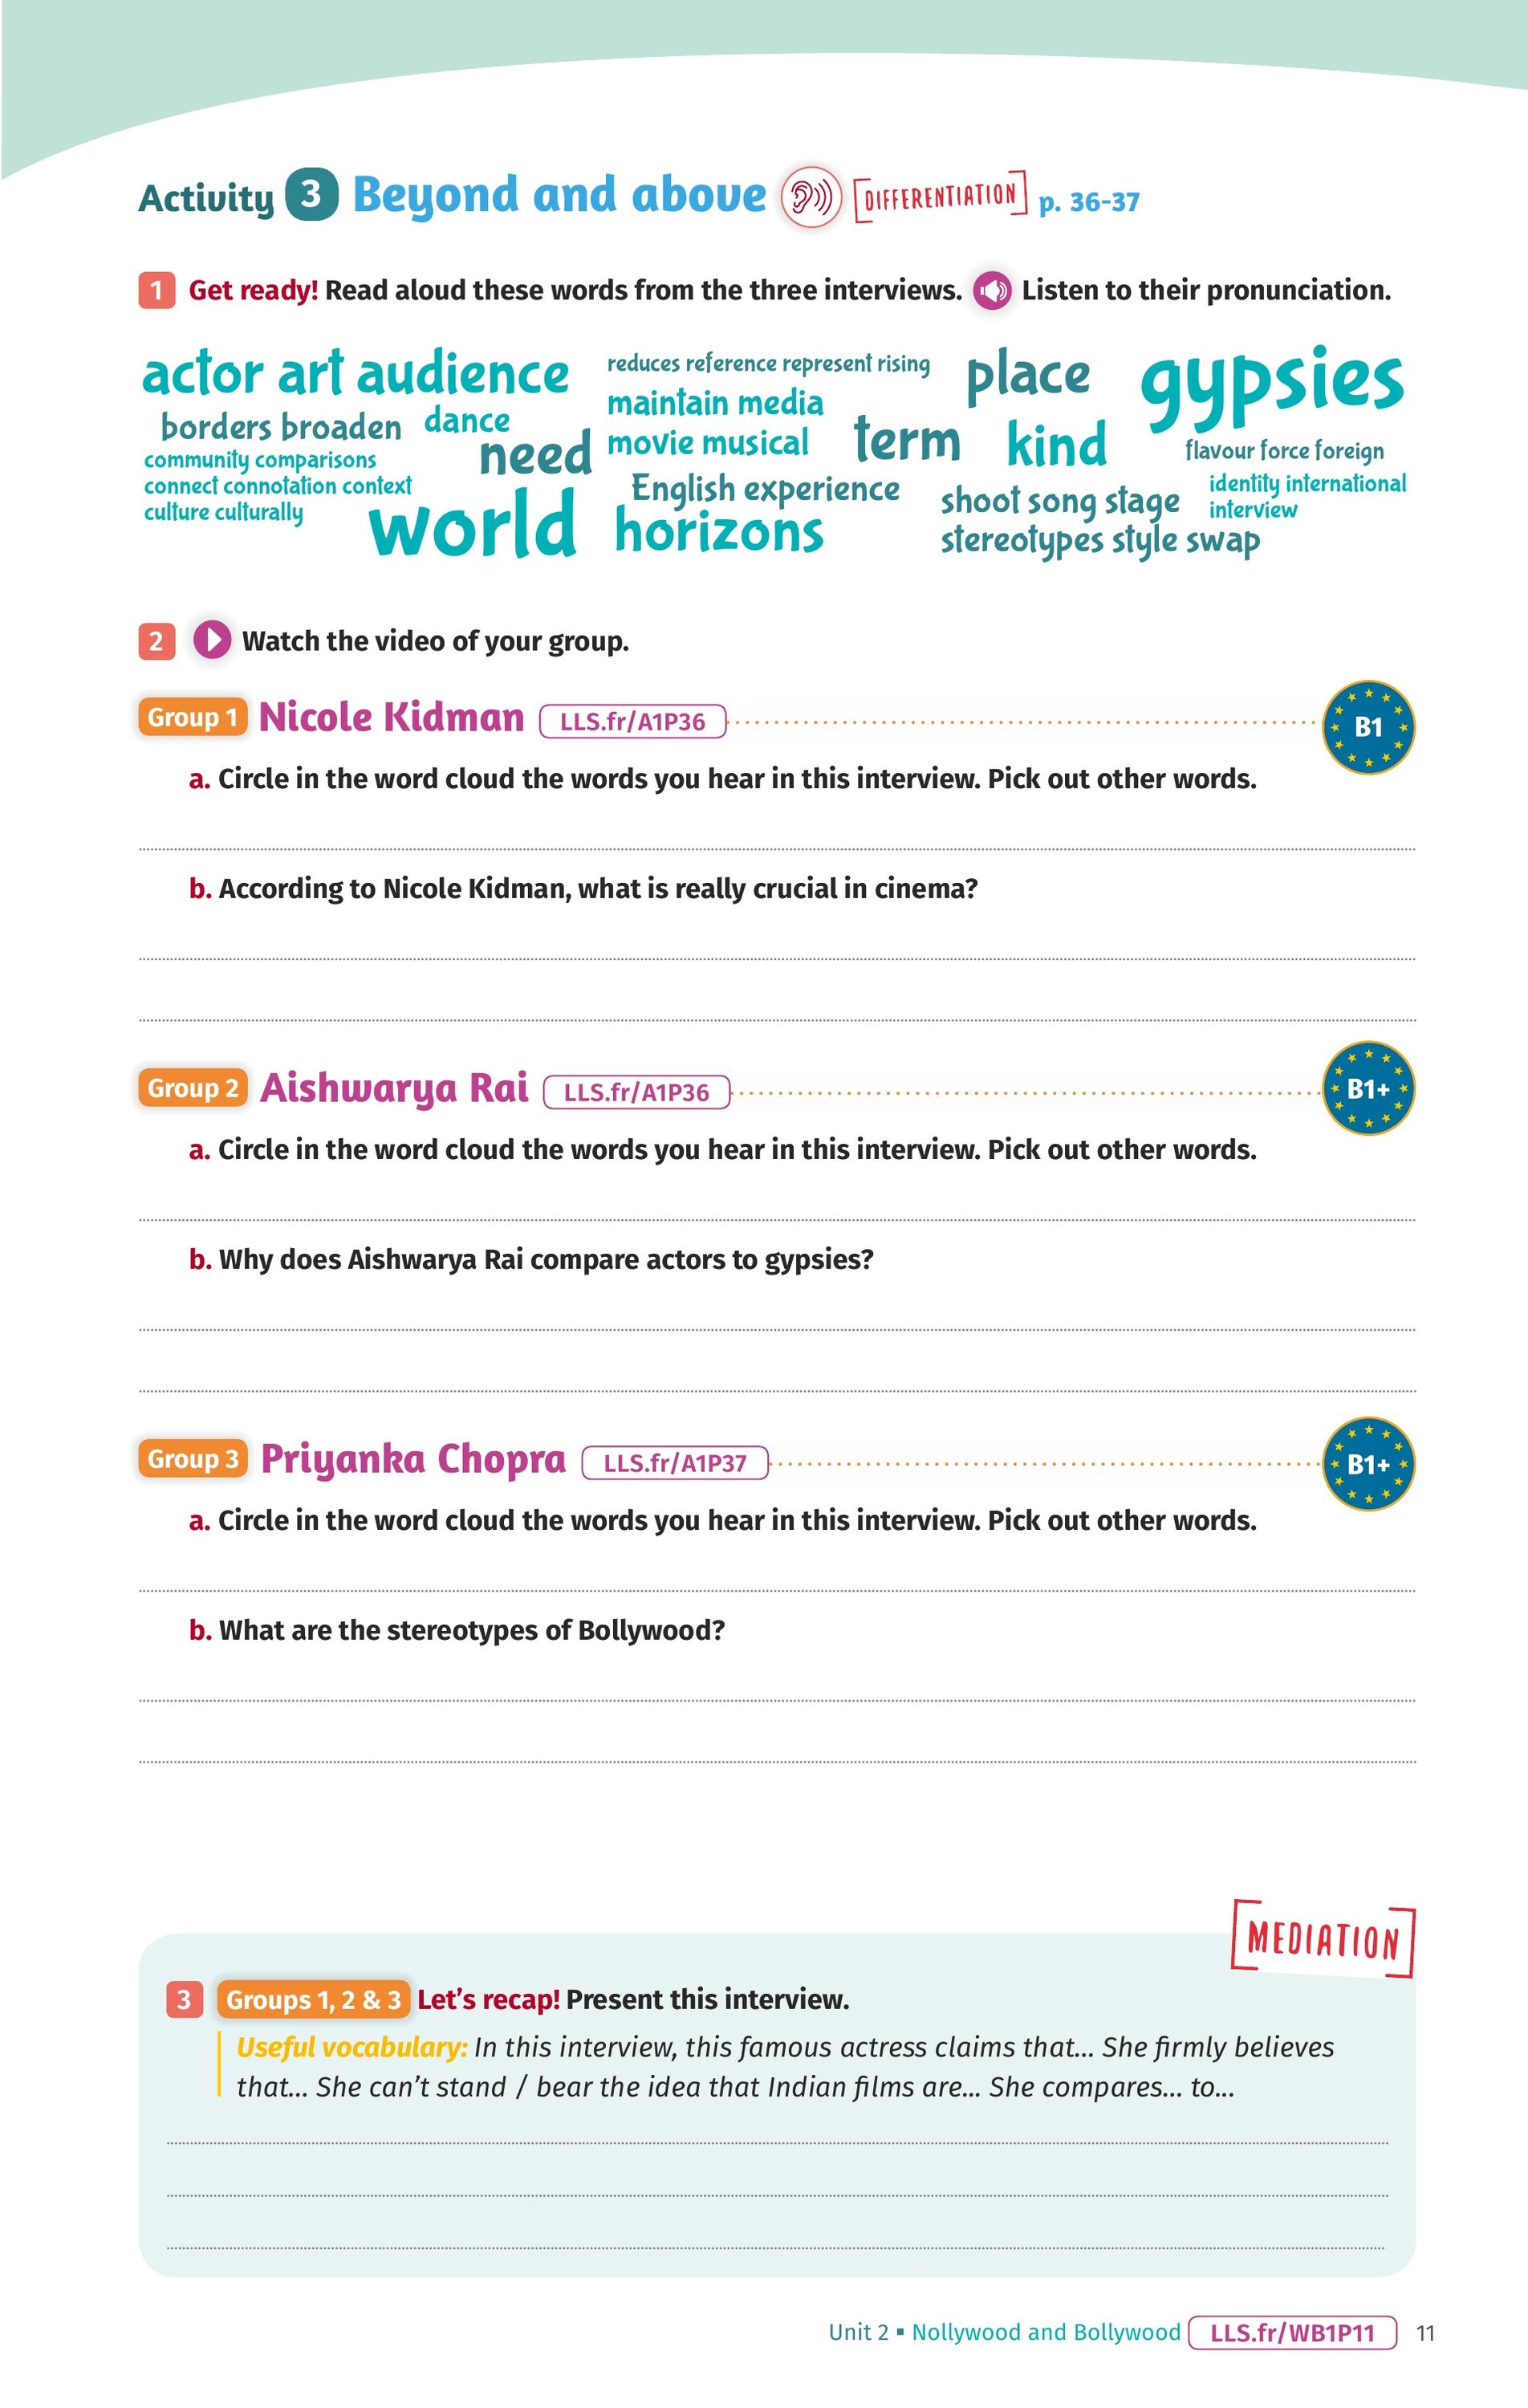 Activity 3 Beyond and above DIFFERENTIATION p. 36-37
1 Get ready! Read aloud these words from the three interviews. Listen to their pronunciation.
actor art audience
borders broaden
dance
community comparisons
connect connotation context
culture culturally
need
world
reduces reference represent rising
maintain media
movie musical
English experience
horizons
term
place
kind
gypsies
flavour force foreign
identity international
interview
shoot song stage
stereotypes style swap
2 Watch the video of your group.
Group 1 Nicole Kidman LLS.fr/A1P36 B1
a. Circle in the word cloud the words you hear in this interview. Pick out other words.
b. According to Nicole Kidman, what is really crucial in cinema?
Group 2 Aishwarya Rai LLS.fr/A1P36 B1+
a. Circle in the word cloud the words you hear in this interview. Pick out other words.
b. Why does Aishwarya Rai compare actors to gypsies?
Group 3 Priyanka Chopra LLS.fr/A1P37 B1+
a. Circle in the word cloud the words you hear in this interview. Pick out other words.
b. What are the stereotypes of Bollywood?
MEDIATION
3 Groups 1, 2 & 3 Let’s recap! Present this interview.
Useful vocabulary: In this interview, this famous actress claims that... She firmly believes
that... She can’t stand / bear the idea that Indian films are... She compares... to...
Unit 2 ▪ Nollywood and Bollywood LLS.fr/WB1P11 11